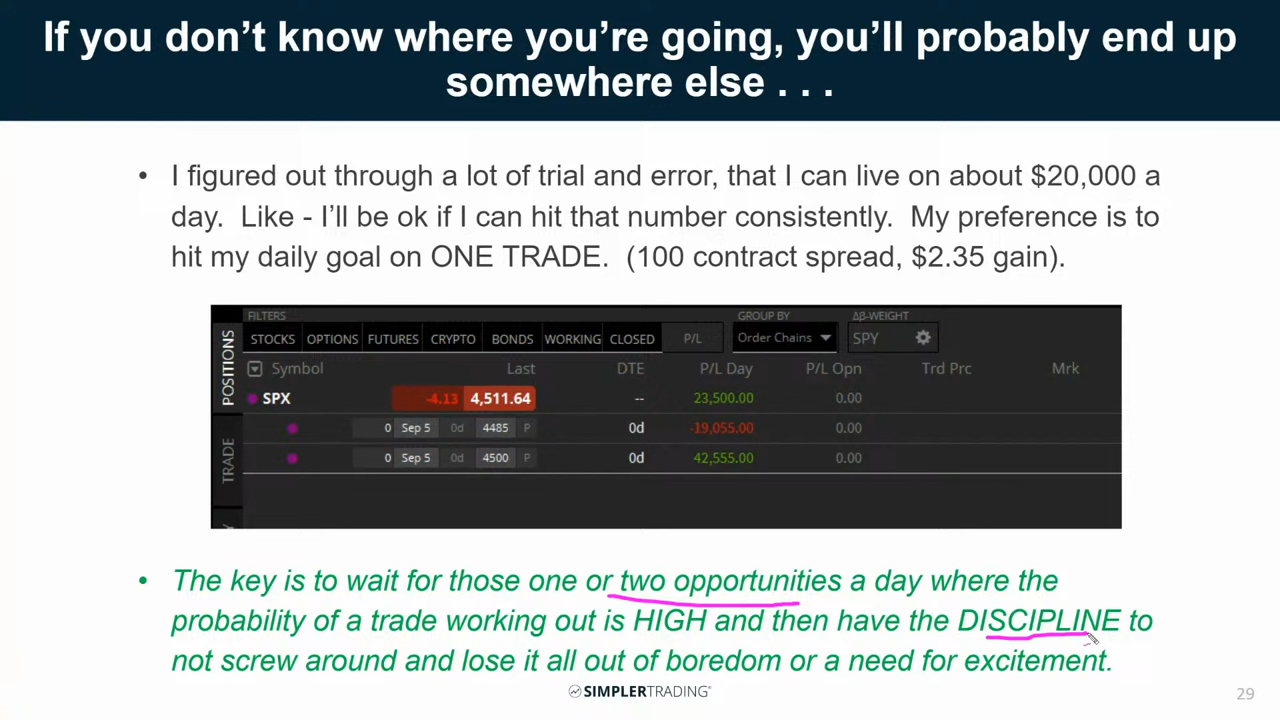 If you don't know where you're going, you'll probably end up
somewhere else . . .
• I figured out through a lot of trial and error, that I can live on about $20,000 a
day. Like - I'll be ok if I can hit that number consistently. My preference is to
hit my daily goal on ONE TRADE. (100 contract spread, $2.35 gain).
FILTERS GROUP BY Δβ-WEIGHT
STOCKS OPTIONS FUTURES CRYPTO BONDS WORKING CLOSED P/L Order Chains SPY
POSITIONS
Symbol Last DTE P/L Day P/L Opn Trd Prc Mrk
SPX -4.13 4,511.64 -- 23,500.00 0.00
0 Sep 5 0d 4485 P 0d -19,055.00 0.00
TRADE
0 Sep 5 0d 4500 P 0d 42,555.00 0.00
• The key is to wait for those one or two opportunities a day where the
probability of a trade working out is HIGH and then have the DISCIPLINE to
not screw around and lose it all out of boredom or a need for excitement.
SIMPLERTRADING
29